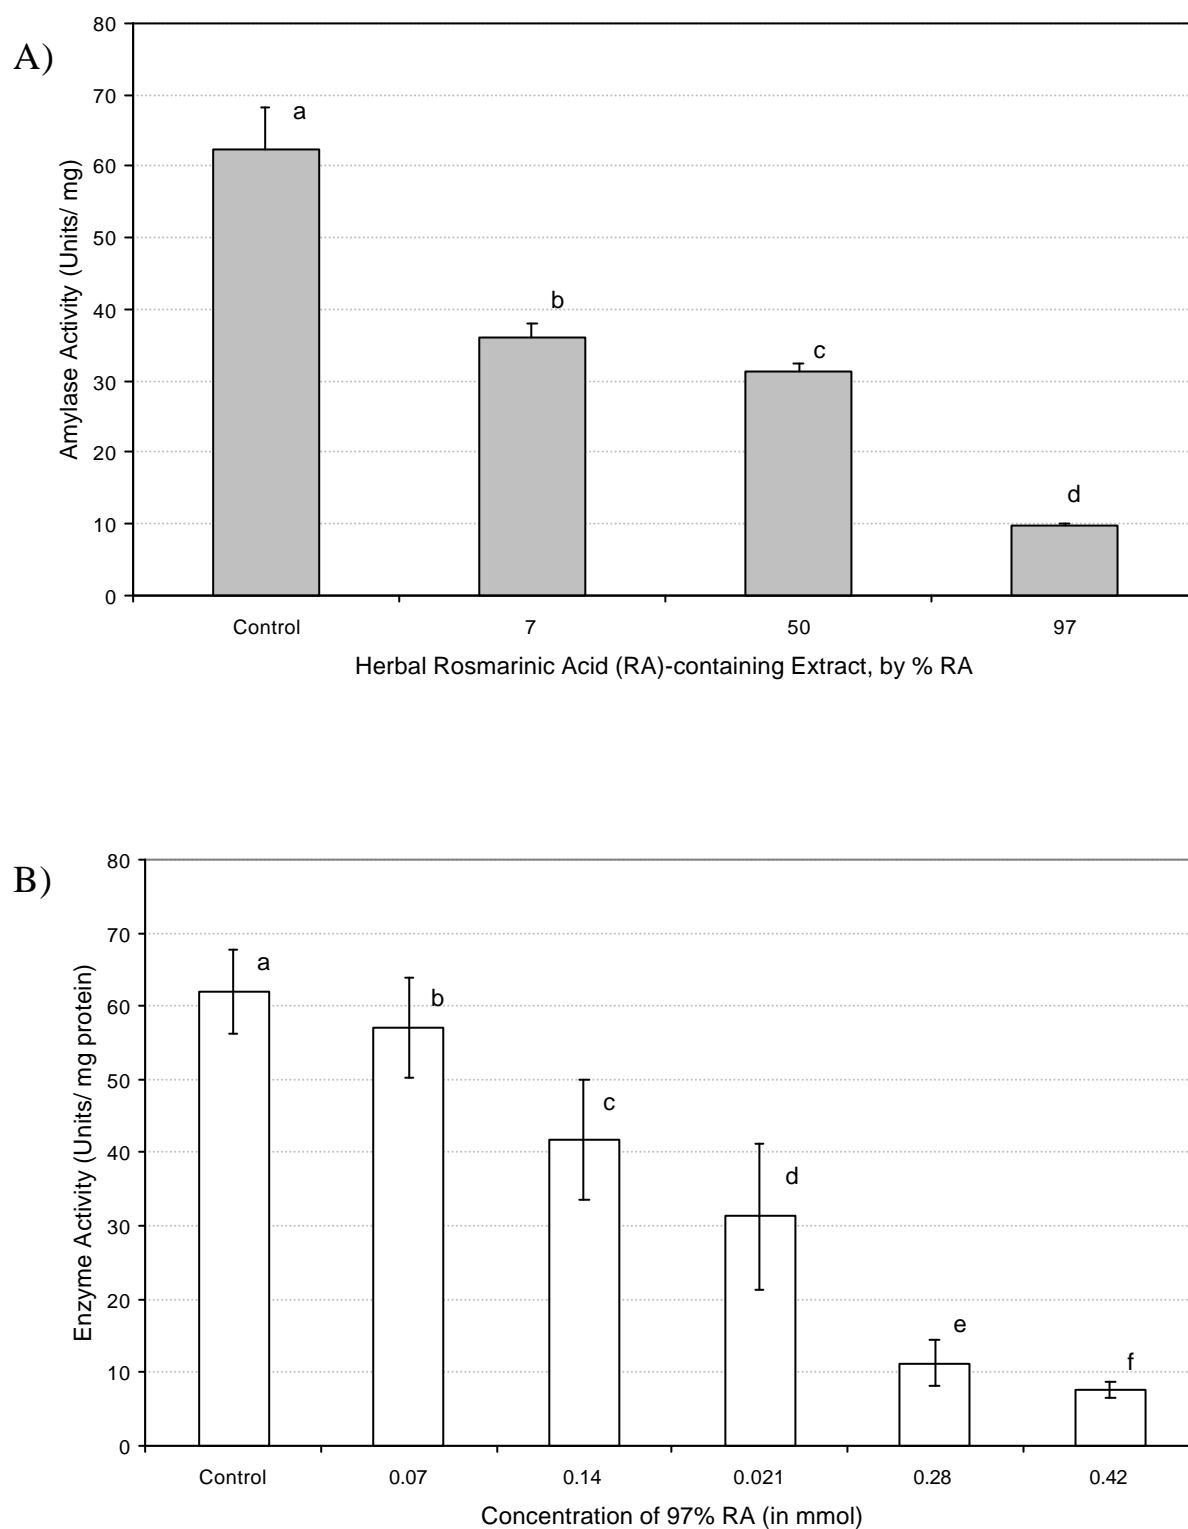 A)
80
70
60
50
40
30
20
10
0
Amylase Activity (Units/ mg)
a
b
c
d
Control 7 50 97
Herbal Rosmarinic Acid (RA)-containing Extract, by % RA
B)
80
70
60
50
40
30
20
10
0
Enzyme Activity (Units/ mg protein)
a
b
c
d
e
f
Control 0.07 0.14 0.021 0.28 0.42
Concentration of 97% RA (in mmol)